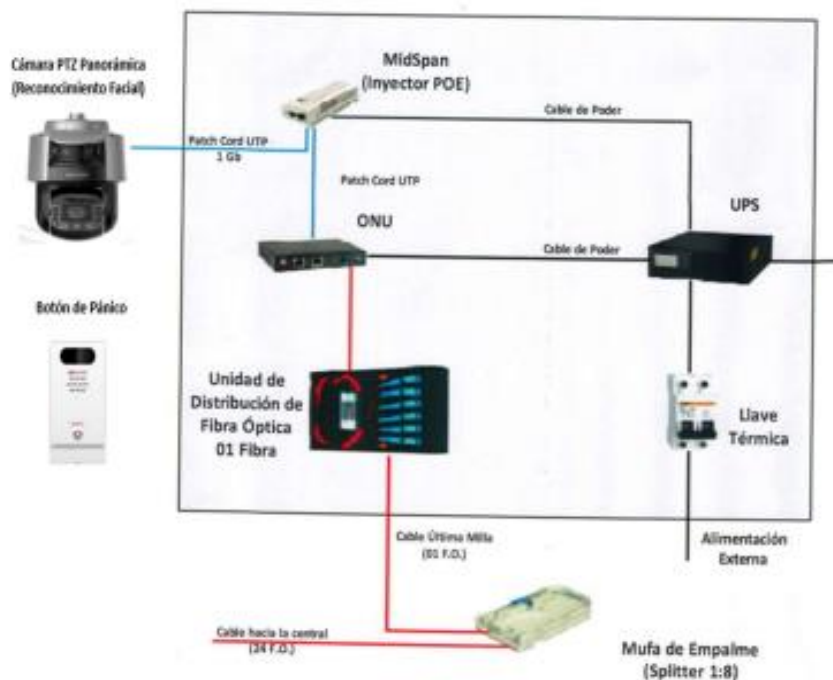 Cámara PTZ Panorámica
(Reconocimiento Facial)
MidSpan
(Inyector POE)
Cable de Poder
Patch Cord UTP
1 Gb
Patch Cord UTP
ONU
UPS
Cable de Poder
Botón de Pánico
Unidad de
Distribución de
Fibra Óptica
01 Fibra
Llave
Térmica
Cable Última Milla
(01 F.O.)
Alimentación
Externa
Cable hacia la central
(24 F.O.)
Mufa de Empalme
(Splitter 1:8)